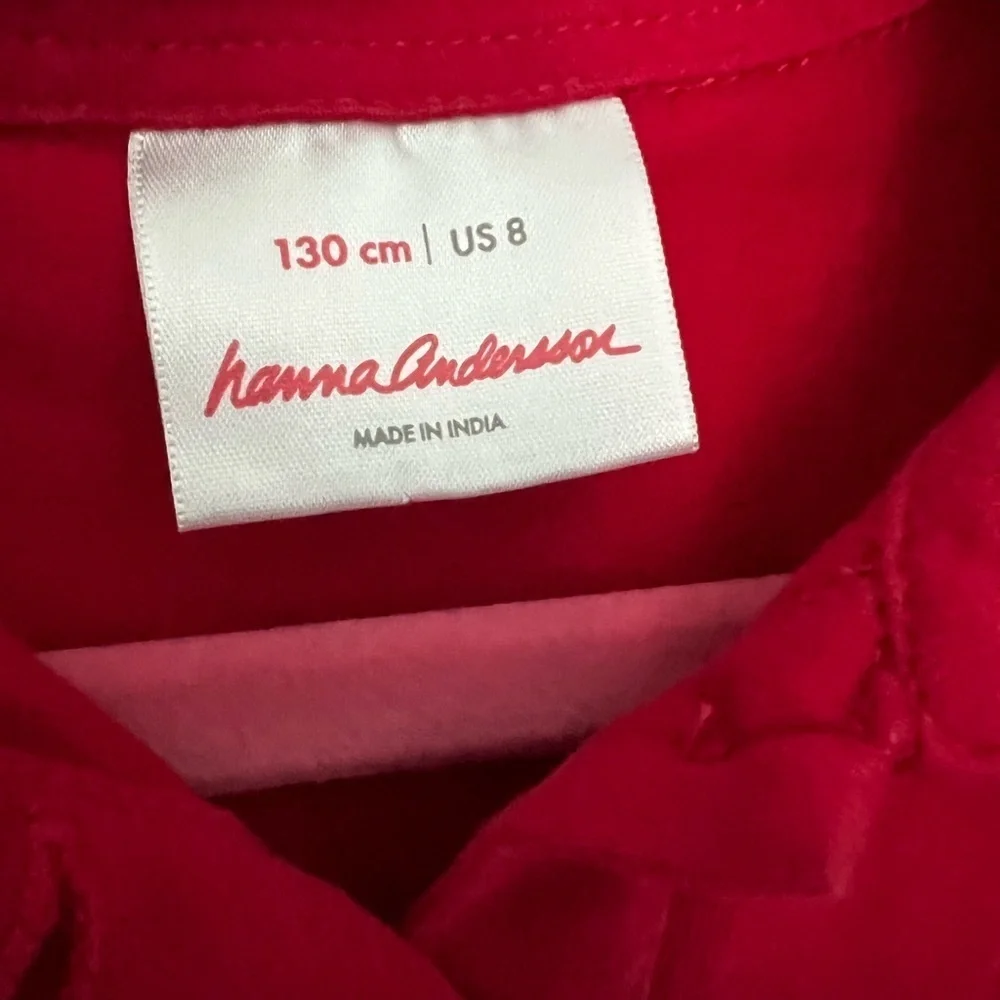 130 cm | US 8
hanna Andersson
MADE IN INDIA